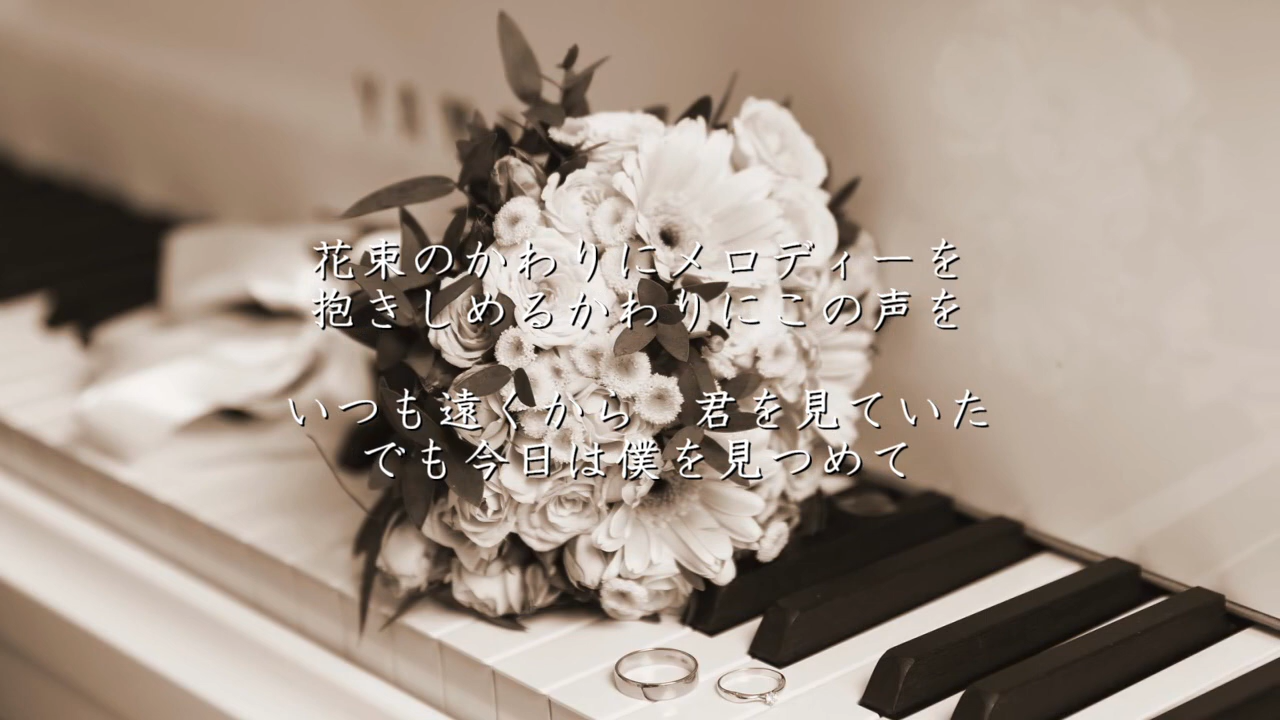 花束のかわりにメロディーを
抱きしめるかわりにこの声を
いつも遠くから　君を見ていた
でも今日は僕を見つめて